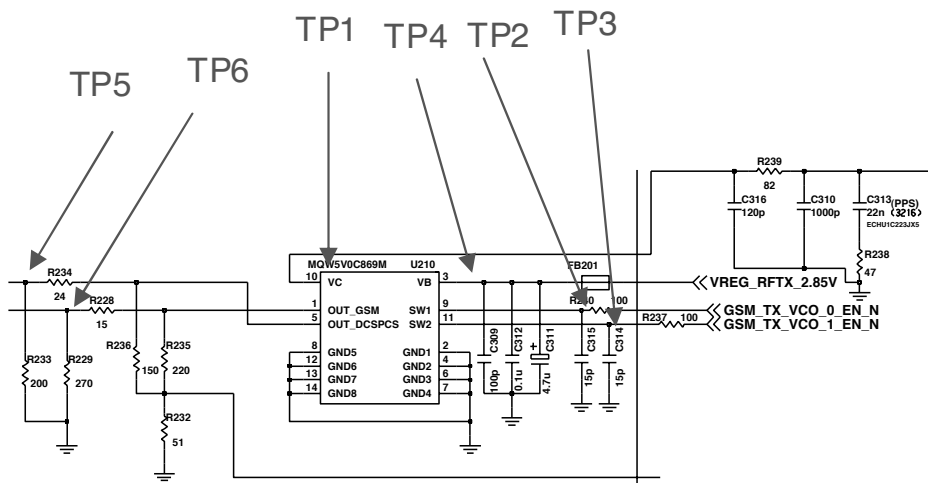 TP1
TP4
TP2
TP3
TP5
TP6
R239
82
C316
120p
C310
1000p
C313
22n
(PPS)
(3216)
ECHU1C223JX5
R238
47
MQW5V0C869M
U210
10
VC
VB
3
FB201
VREG_RFTX_2.85V
R234
24
R228
15
1
OUT_GSM
SW1
9
R240
100
GSM_TX_VCO_0_EN_N
5
OUT_DCSPCS
SW2
11
R237
100
GSM_TX_VCO_1_EN_N
R233
200
R229
270
R236
150
R235
220
8
GND5
GND1
2
12
GND6
GND2
4
13
GND7
GND3
6
14
GND8
GND4
7
C309
100p
C312
0.1u
+
C311
4.7u
C315
15p
C314
15p
R232
51